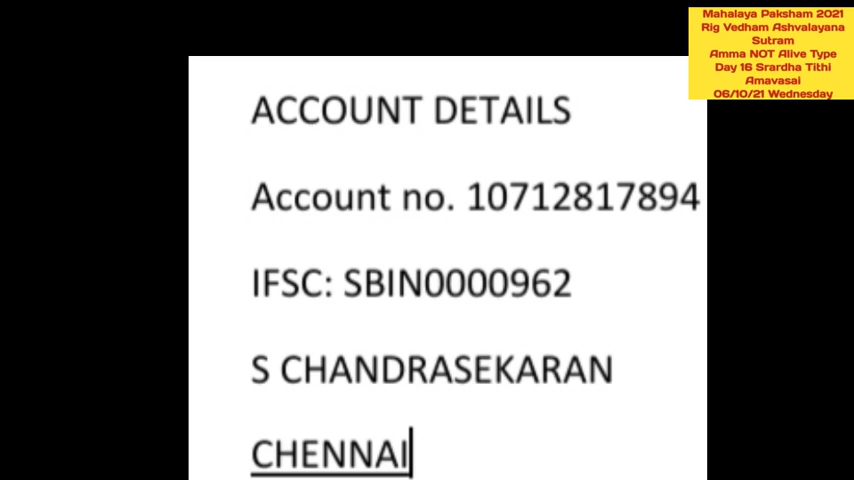 Mahalaya Paksham 2021
Rig Vedham Ashvalayana
Sutram
Amma NOT Alive Type
Day 16 Srardha Tithi
Amavasai
06/10/21 Wednesday
ACCOUNT DETAILS
Account no. 10712817894
IFSC: SBIN0000962
S CHANDRASEKARAN
CHENNAI